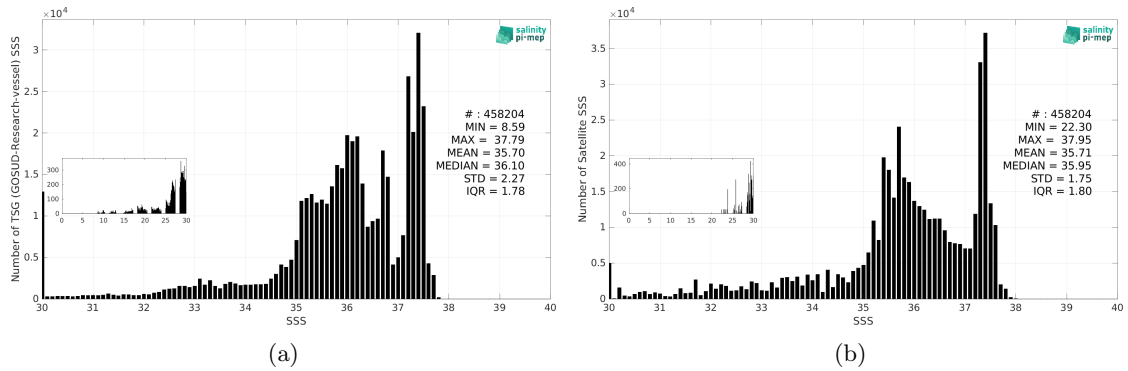 ×10⁴
salinity
pi-mep
Number of TSG (GOSUD-Research-vessel) SSS
3
2.5
2
1.5
1
0.5
0
# : 458204
MIN = 8.59
MAX = 37.79
MEAN = 35.70
MEDIAN = 36.10
STD = 2.27
IQR = 1.78
300
200
100
0
0 5 10 15 20 25 30
30 31 32 33 34 35 36 37 38 39 40
SSS
(a)
×10⁴
salinity
pi-mep
Number of Satellite SSS
3.5
3
2.5
2
1.5
1
0.5
0
# : 458204
MIN = 22.30
MAX = 37.95
MEAN = 35.71
MEDIAN = 35.95
STD = 1.75
IQR = 1.80
400
200
0
0 5 10 15 20 25 30
30 31 32 33 34 35 36 37 38 39 40
SSS
(b)